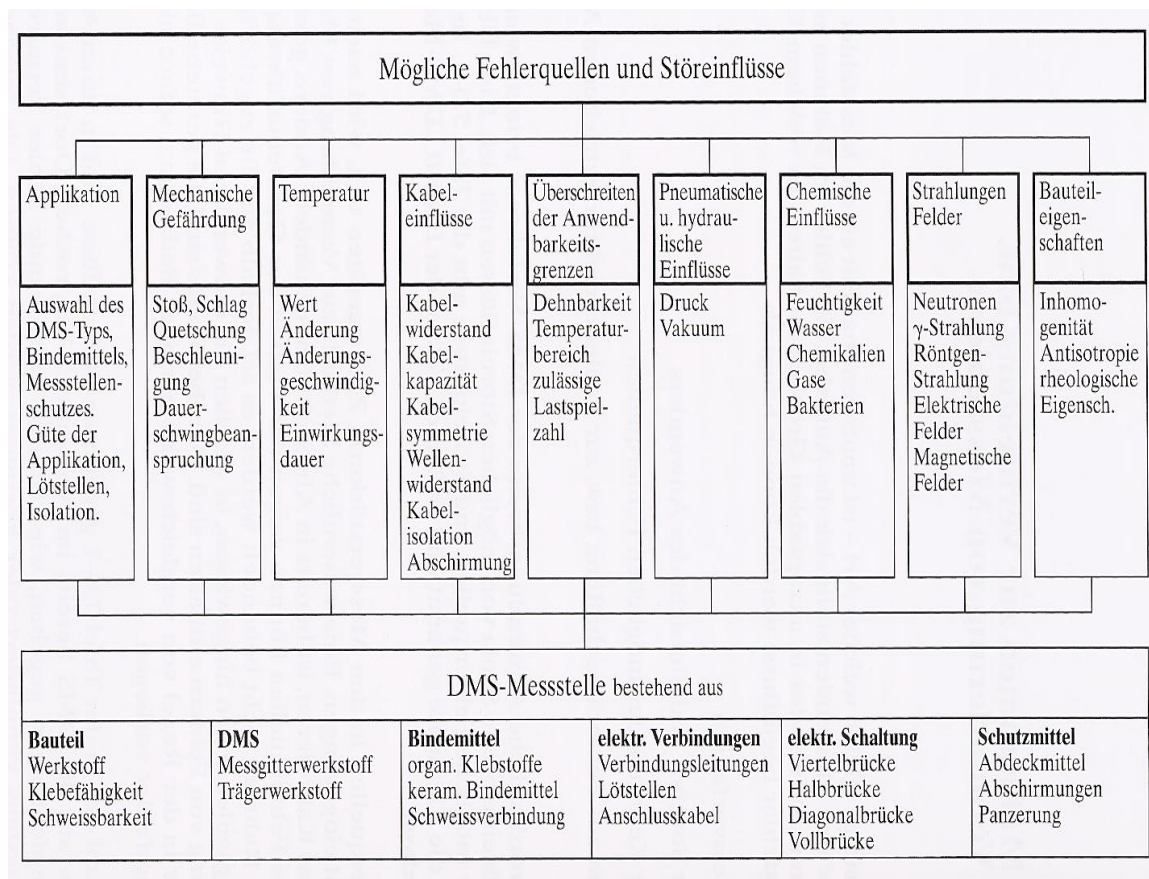 Mögliche Fehlerquellen und Störeinflüsse
Applikation
Mechanische
Gefährdung
Temperatur
Kabel-
einflüsse
Überschreiten
der Anwend-
barkeits-
grenzen
Pneumatische
u. hydrau-
lische
Einflüsse
Chemische
Einflüsse
Strahlungen
Felder
Bauteil-
eigen-
schaften
Auswahl des
DMS-Typs,
Bindemittels,
Messstellen-
schutzes.
Güte der
Applikation,
Lötstellen,
Isolation.
Stoß, Schlag
Quetschung
Beschleuni-
gung
Dauer-
schwingbean-
spruchung
Wert
Änderung
Änderungs-
geschwindig-
keit
Einwirkungs-
dauer
Kabel-
widerstand
Kabel-
kapazität
Kabel-
symmetrie
Wellen-
widerstand
Kabel-
isolation
Abschirmung
Dehnbarkeit
Temperatur-
bereich
zulässige
Lastspiel-
zahl
Druck
Vakuum
Feuchtigkeit
Wasser
Chemikalien
Gase
Bakterien
Neutronen
γ-Strahlung
Röntgen-
Strahlung
Elektrische
Felder
Magnetische
Felder
Inhomo-
genität
Antisotropie
rheologische
Eigensch.
DMS-Messstelle bestehend aus
Bauteil
Werkstoff
Klebefähigkeit
Schweissbarkeit
DMS
Messgitterwerkstoff
Trägerwerkstoff
Bindemittel
organ. Klebstoffe
keram. Bindemittel
Schweissverbindung
elektr. Verbindungen
Verbindungsleitungen
Lötstellen
Anschlusskabel
elektr. Schaltung
Viertelbrücke
Halbbrücke
Diagonalbrücke
Vollbrücke
Schutzmittel
Abdeckmittel
Abschirmungen
Panzerung